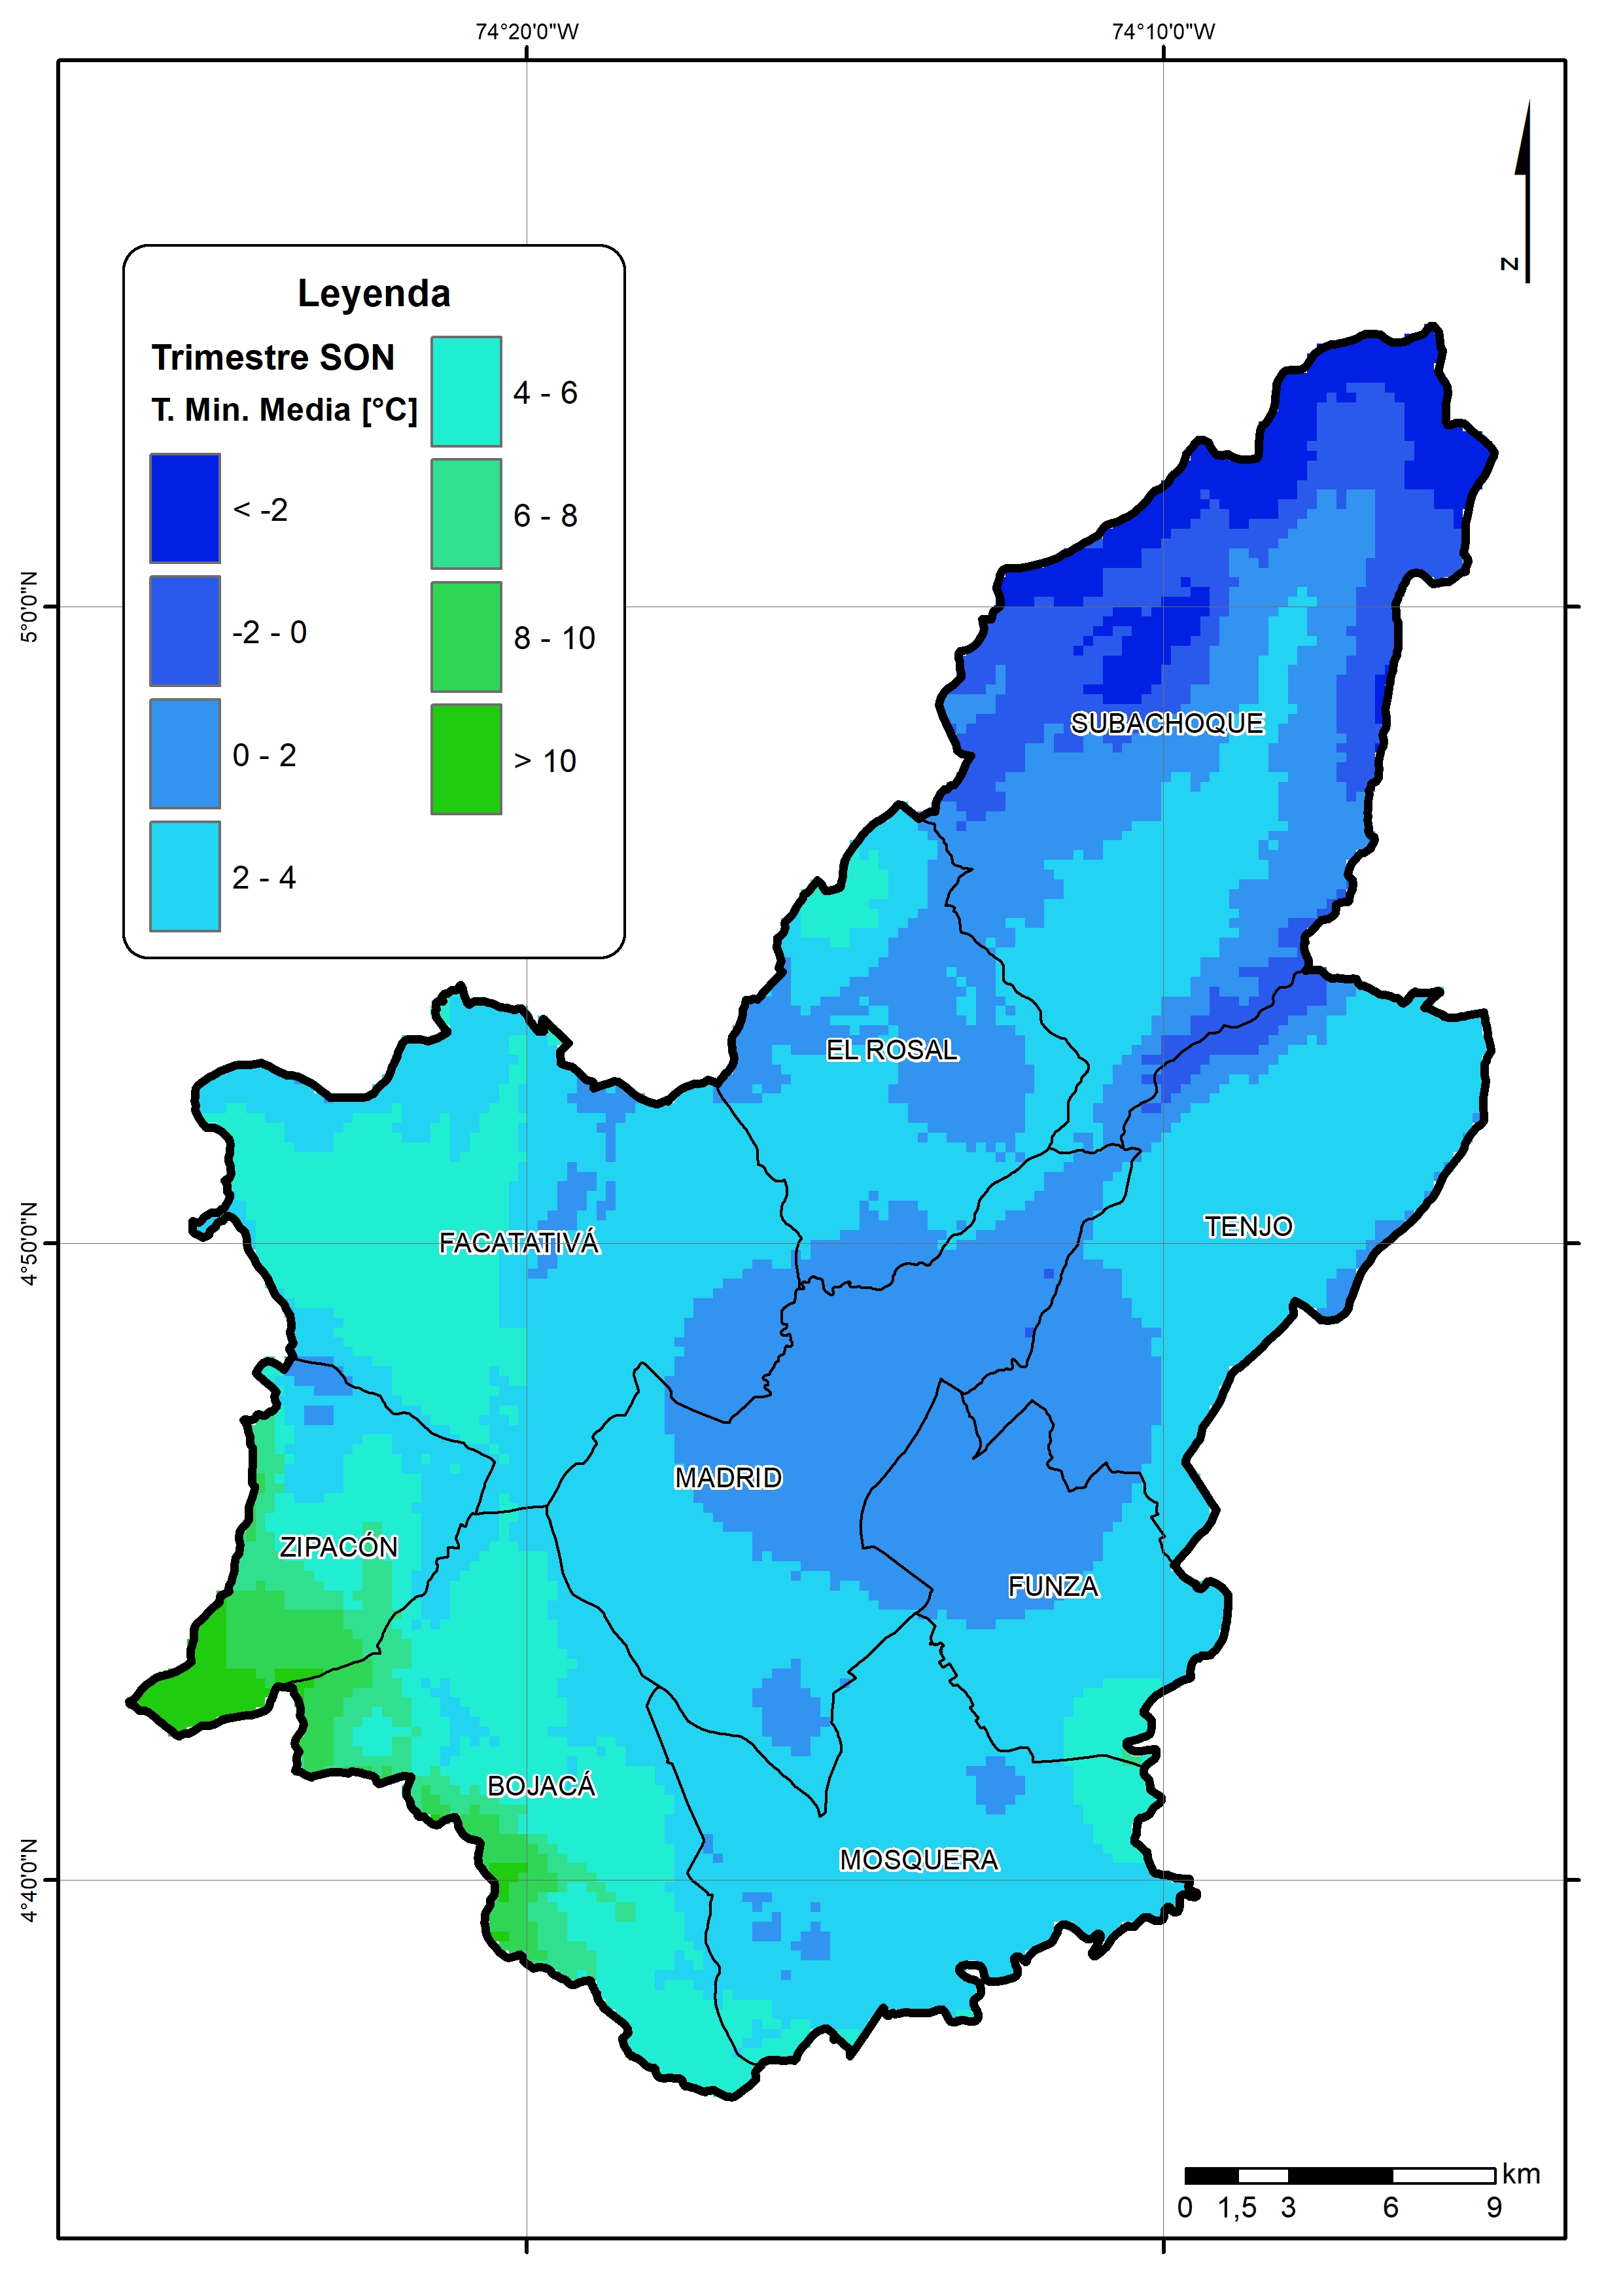 74°20'0"W
74°10'0"W
N
Leyenda
Trimestre SON
T. Min. Media [°C]
< -2
-2 - 0
0 - 2
2 - 4
4 - 6
6 - 8
8 - 10
> 10
5°0'0"N
4°50'0"N
4°40'0"N
SUBACHOQUE
EL ROSAL
TENJO
FACATATIVÁ
MADRID
ZIPACÓN
FUNZA
BOJACÁ
MOSQUERA
km
0 1,5 3 6 9